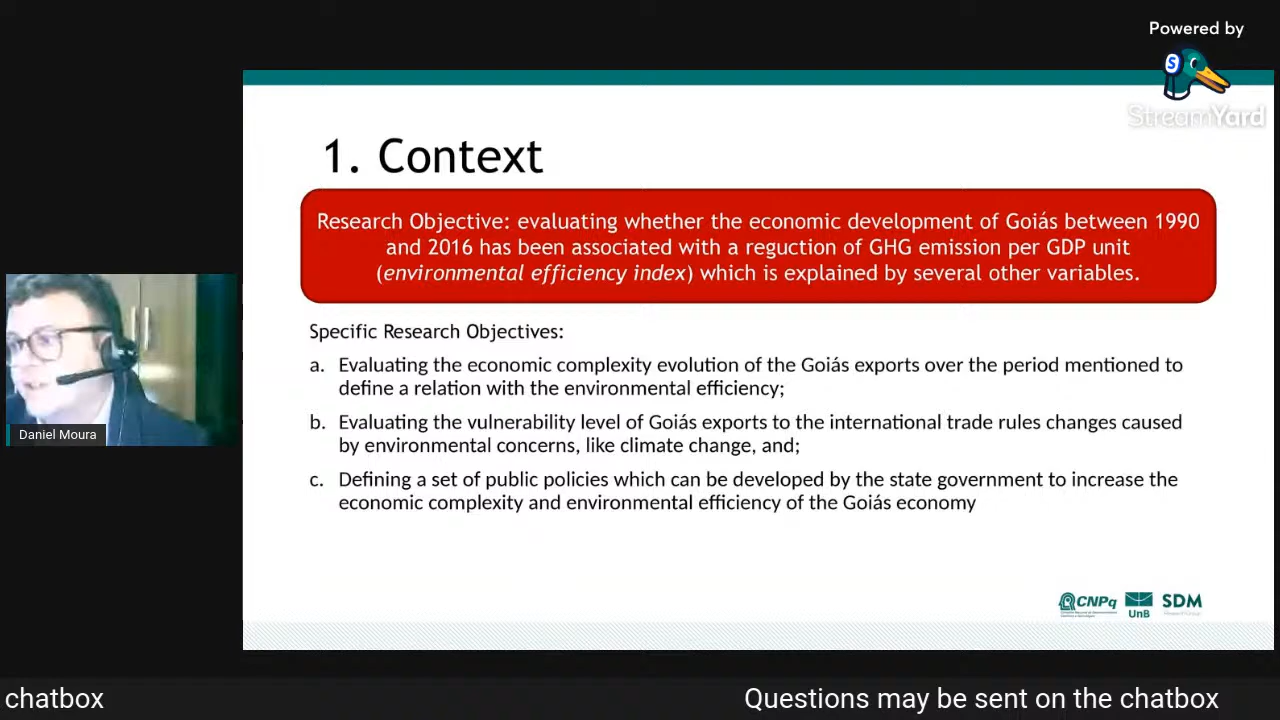 Powered by
StreamYard
1. Context
Research Objective: evaluating whether the economic development of Goiás between 1990
and 2016 has been associated with a reguction of GHG emission per GDP unit
(environmental efficiency index) which is explained by several other variables.
Specific Research Objectives:
a. Evaluating the economic complexity evolution of the Goiás exports over the period mentioned to
define a relation with the environmental efficiency;
b. Evaluating the vulnerability level of Goiás exports to the international trade rules changes caused
by environmental concerns, like climate change, and;
c. Defining a set of public policies which can be developed by the state government to increase the
economic complexity and environmental efficiency of the Goiás economy
Daniel Moura
CNPq
UnB
SDM
chatbox
Questions may be sent on the chatbox